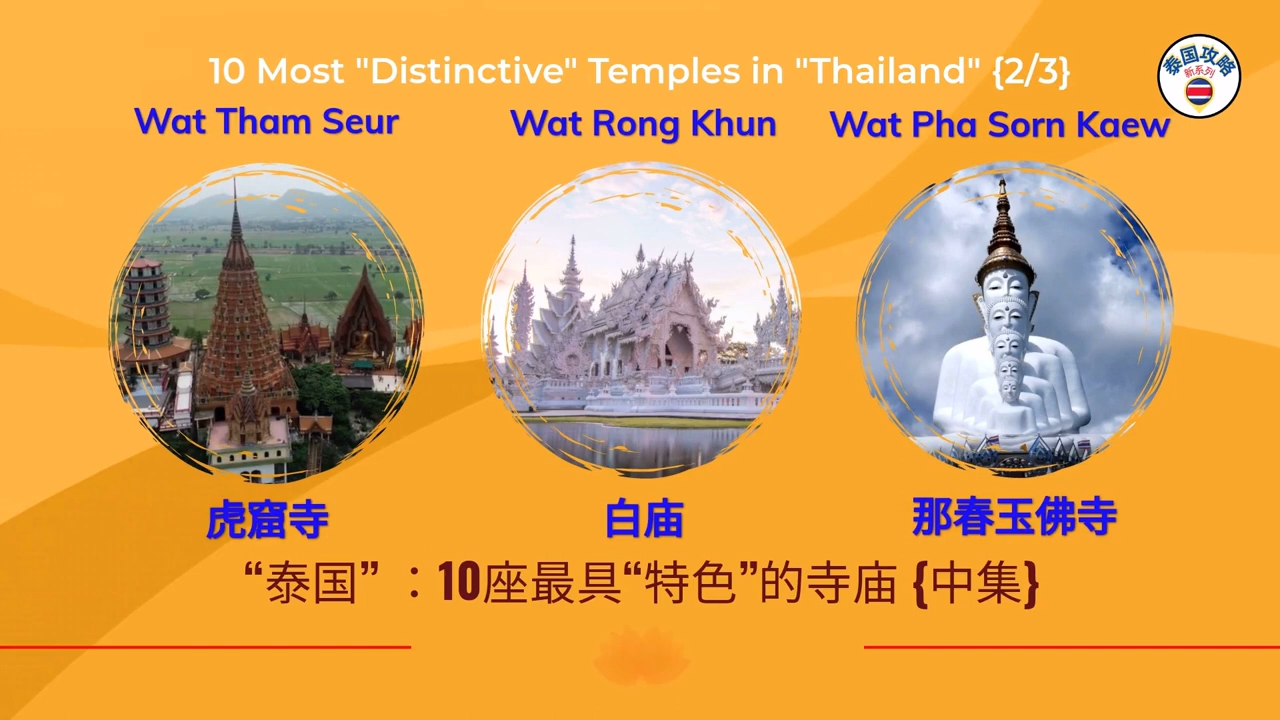 10 Most "Distinctive" Temples in "Thailand" {2/3}
泰国攻略
新系列
Wat Tham Seur
Wat Rong Khun
Wat Pha Sorn Kaew
虎窟寺
白庙
那春玉佛寺
“泰国” ：10座最具“特色”的寺庙 {中集}